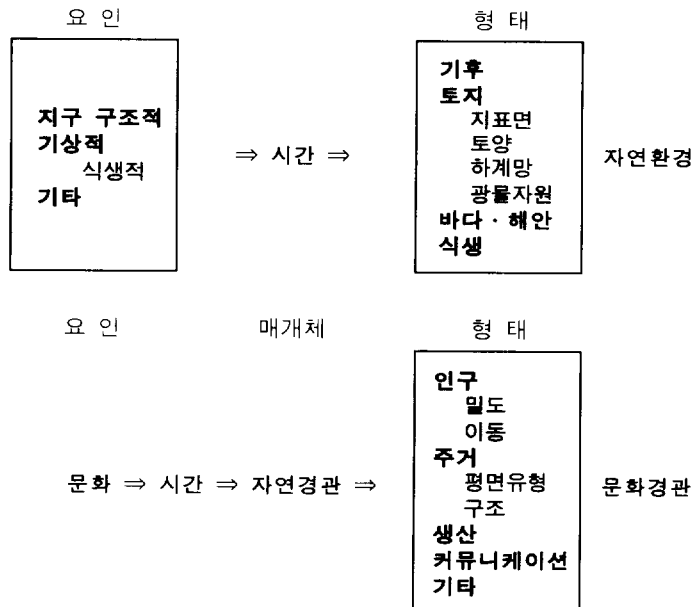 요 인 형 태
지구 구조적
기상적
식생적
기타
⇒ 시간 ⇒
기후
토지
지표면
토양
하계망
광물자원
바다 · 해안
식생
자연환경
요 인 매개체 형 태
문화 ⇒ 시간 ⇒ 자연경관 ⇒
인구
밀도
이동
주거
평면유형
구조
생산
커뮤니케이션
기타
문화경관